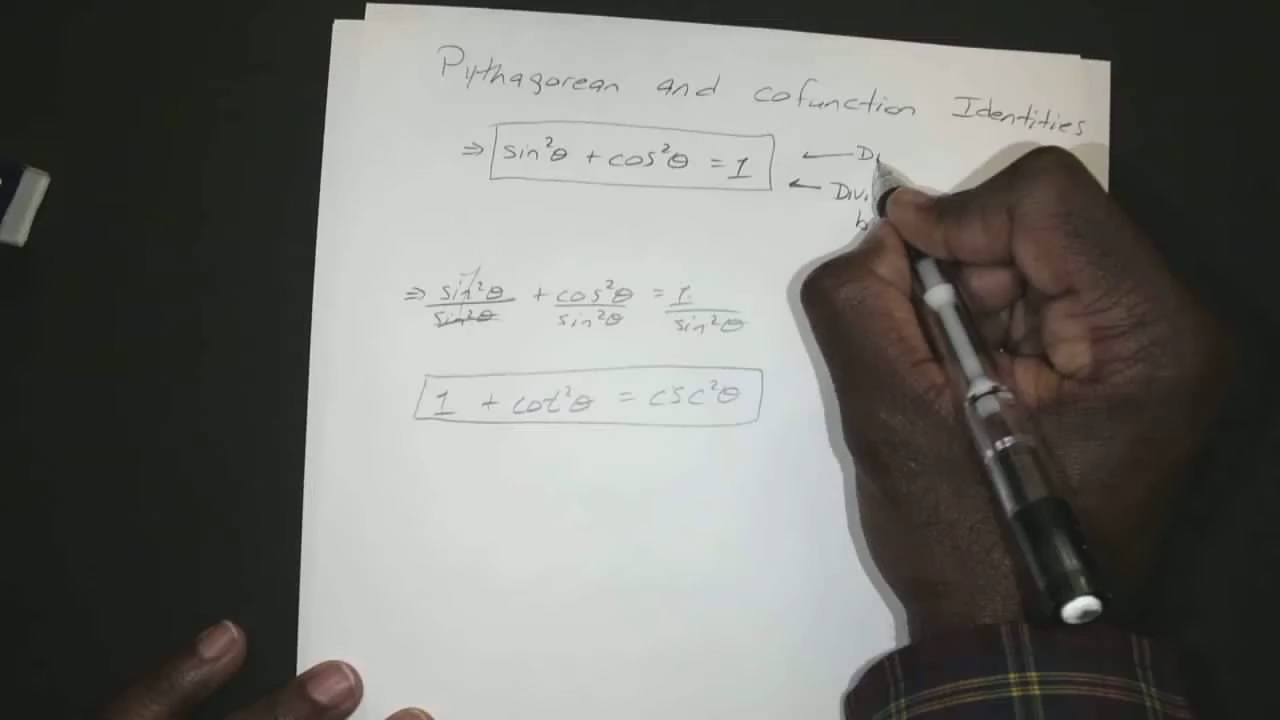 Pythagorean and cofunction Identities
⇒ sin²θ + cos²θ = 1
⇒ sin²θ/sin²θ + cos²θ/sin²θ = 1/sin²θ
1 + cot²θ = csc²θ